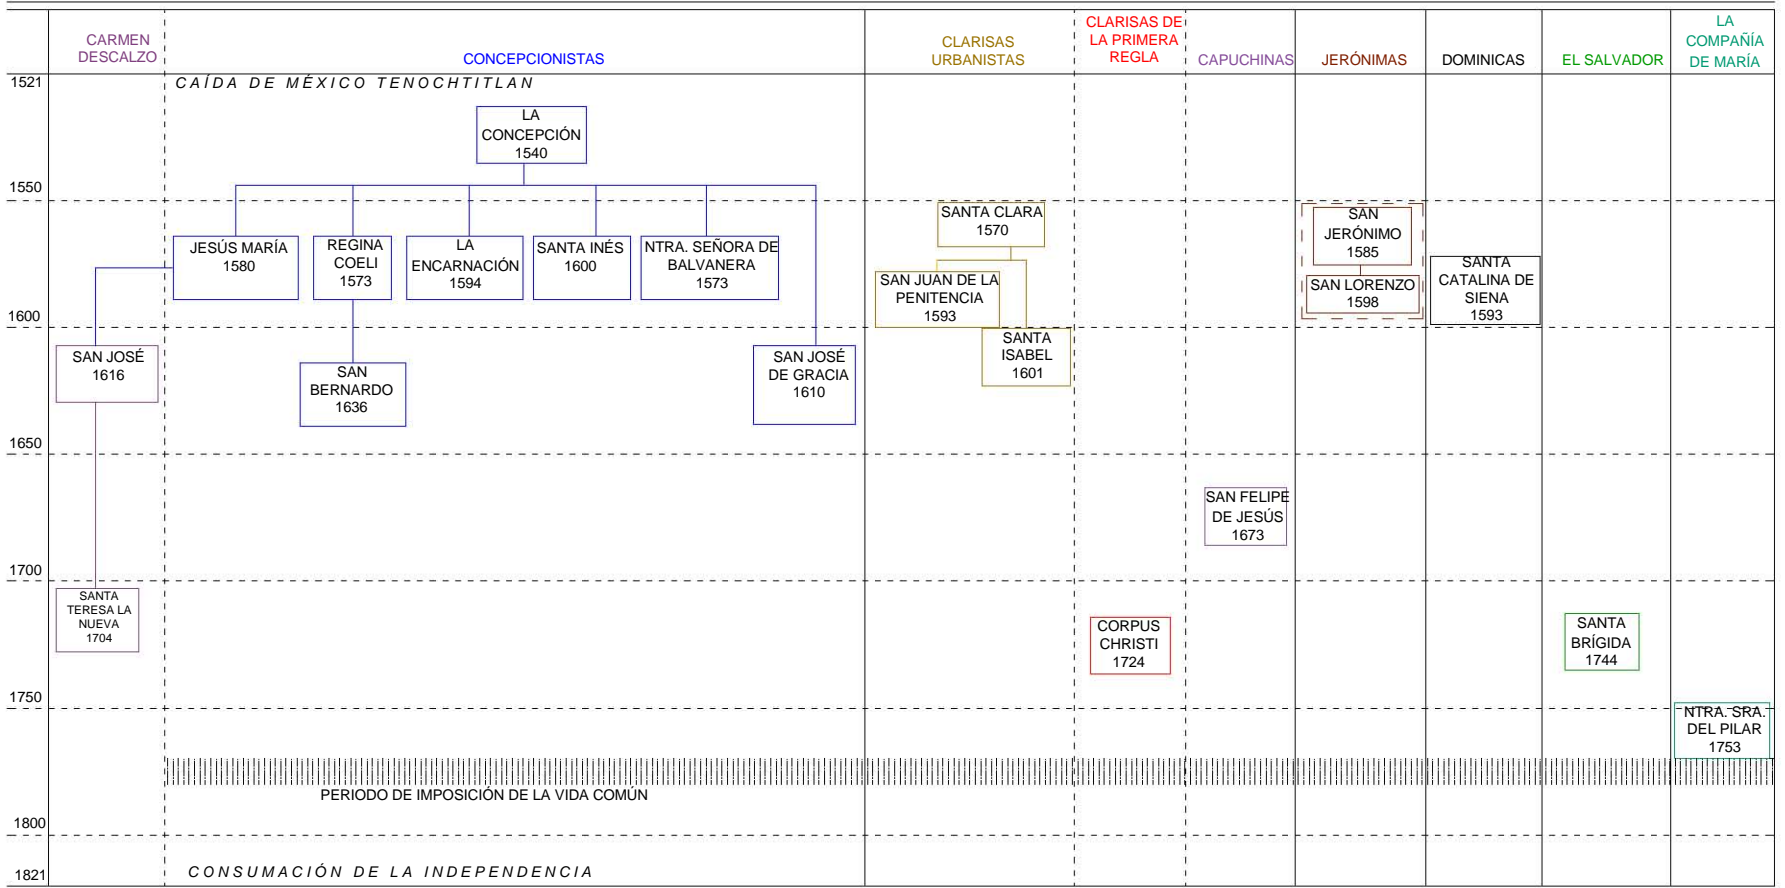 CARMEN
DESCALZO
CONCEPCIONISTAS
CLARISAS
URBANISTAS
CLARISAS DE
LA PRIMERA
REGLA
CAPUCHINAS
JERÓNIMAS
DOMINICAS
EL SALVADOR
LA
COMPAÑÍA
DE MARÍA
1521
CAÍDA DE MÉXICO TENOCHTITLAN
LA
CONCEPCIÓN
1540
1550
JESÚS MARÍA
1580
REGINA
COELI
1573
LA
ENCARNACIÓN
1594
SANTA INÉS
1600
NTRA. SEÑORA DE
BALVANERA
1573
SANTA CLARA
1570
SAN JUAN DE LA
PENITENCIA
1593
SAN
JERÓNIMO
1585
SAN LORENZO
1598
SANTA
CATALINA DE
SIENA
1593
1600
SAN JOSÉ
1616
SAN
BERNARDO
1636
SAN JOSÉ
DE GRACIA
1610
SANTA
ISABEL
1601
1650
SAN FELIPE
DE JESÚS
1673
1700
SANTA
TERESA LA
NUEVA
1704
CORPUS
CHRISTI
1724
SANTA
BRÍGIDA
1744
1750
NTRA. SRA.
DEL PILAR
1753
PERIODO DE IMPOSICIÓN DE LA VIDA COMÚN
1800
1821
CONSUMACIÓN DE LA INDEPENDENCIA